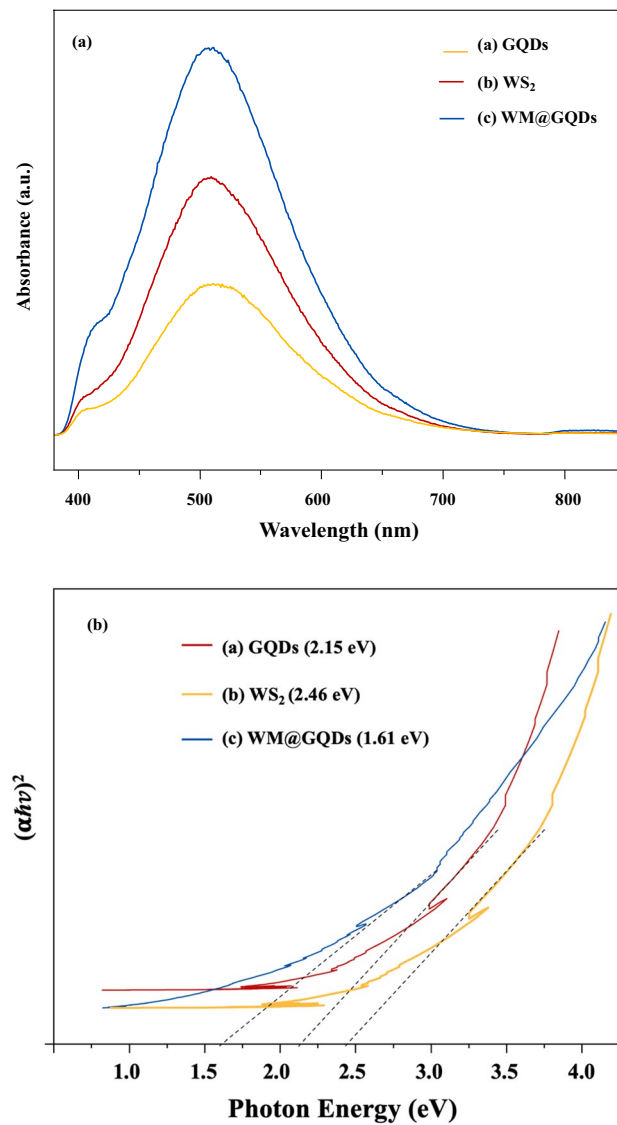 (a)
(a) GQDs
(b) WS₂
(c) WM@GQDs
Absorbance (a.u.)
400 500 600 700 800
Wavelength (nm)
(b)
(a) GQDs (2.15 eV)
(b) WS₂ (2.46 eV)
(c) WM@GQDs (1.61 eV)
(αℏν)²
1.0 1.5 2.0 2.5 3.0 3.5 4.0
Photon Energy (eV)